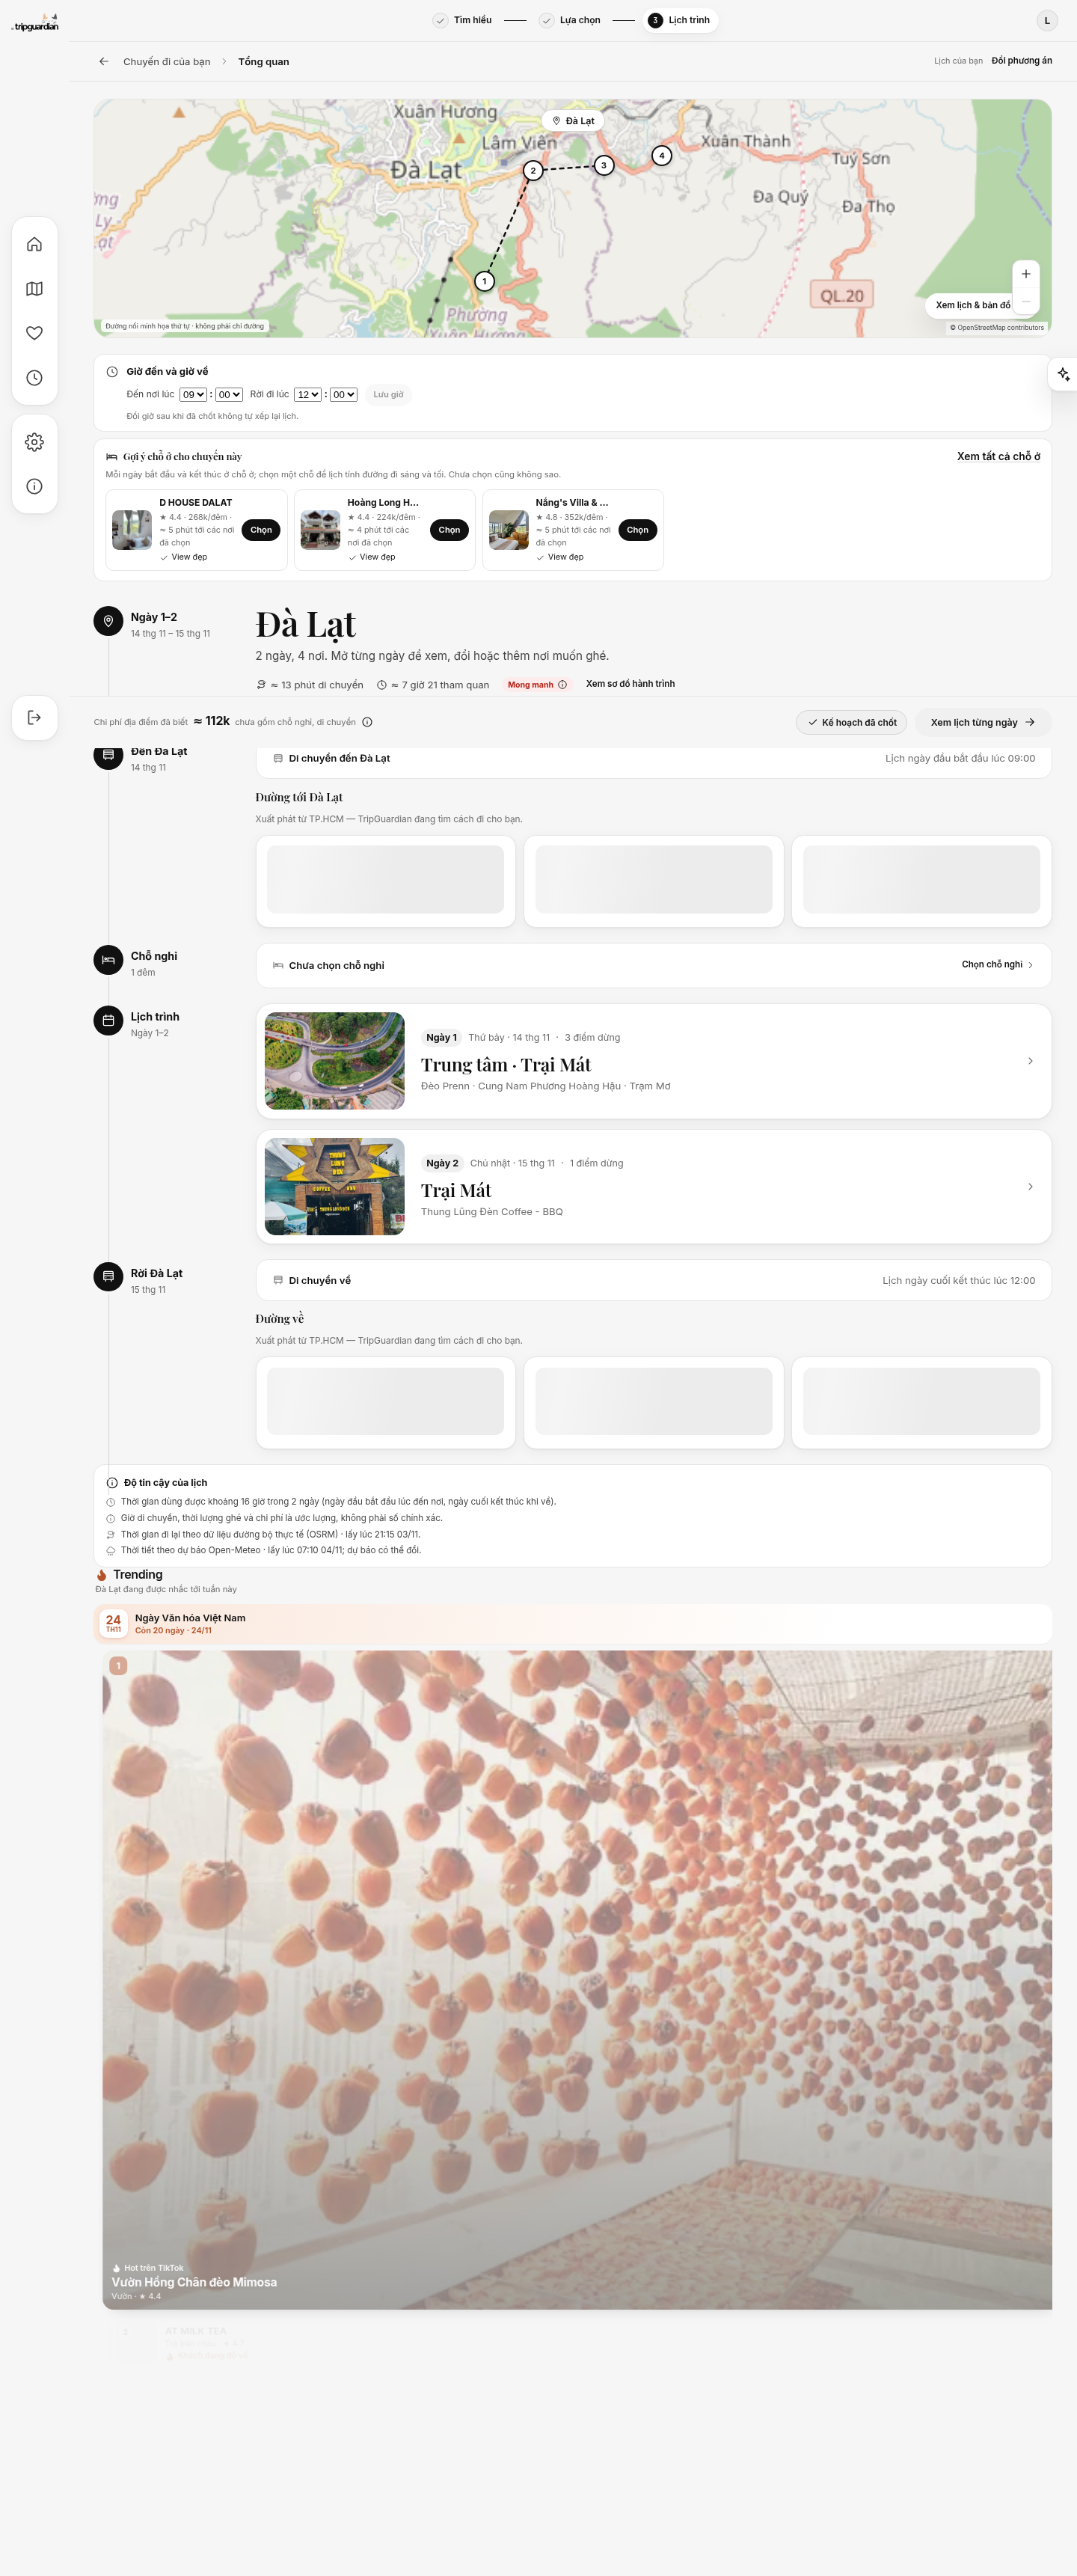 tripguardian
Tìm hiểu
Lựa chọn
3
Lịch trình
L
Chuyến đi của bạn
Tổng quan
Lịch của bạn
Đổi phương án
Xuân Hương
Đà Lạt
Lâm Viên
Xuân Thành
Tuý Sơn
Đà Lạt
Đa Quý
Đa Thọ
1
2
3
4
QL.20
Phường
Xem lịch & bản đồ
+
−
Đường nối minh họa thứ tự · không phải chỉ đường
© OpenStreetMap contributors
Giờ đến và giờ về
Đến nơi lúc 09 : 00 Rời đi lúc 12 : 00 Lưu giờ
Đổi giờ sau khi đã chốt không tự xếp lại lịch.
Gợi ý chỗ ở cho chuyến này
Xem tất cả chỗ ở
Mỗi ngày bắt đầu và kết thúc ở chỗ ở; chọn một chỗ để lịch tính đường đi sáng và tối. Chưa chọn cũng không sao.
D HOUSE DALAT
★ 4.4 · 268k/đêm ·
≈ 5 phút tới các nơi
đã chọn
View đẹp
Chọn
Hoàng Long H...
★ 4.4 · 224k/đêm ·
≈ 4 phút tới các
nơi đã chọn
View đẹp
Chọn
Nắng's Villa & ...
★ 4.8 · 352k/đêm ·
≈ 5 phút tới các nơi
đã chọn
View đẹp
Chọn
Ngày 1–2
14 thg 11 – 15 thg 11
Đà Lạt
2 ngày, 4 nơi. Mở từng ngày để xem, đổi hoặc thêm nơi muốn ghé.
≈ 13 phút di chuyển
≈ 7 giờ 21 tham quan
Mong manh
Xem sơ đồ hành trình
Chi phí địa điểm đã biết ≈ 112k chưa gồm chỗ nghỉ, di chuyển
Kế hoạch đã chốt
Xem lịch từng ngày
Đến Đà Lạt
14 thg 11
Di chuyển đến Đà Lạt
Lịch ngày đầu bắt đầu lúc 09:00
Đường tới Đà Lạt
Xuất phát từ TP.HCM — TripGuardian đang tìm cách đi cho bạn.
Chỗ nghỉ
1 đêm
Chưa chọn chỗ nghỉ
Chọn chỗ nghỉ
Lịch trình
Ngày 1–2
Ngày 1 Thứ bảy · 14 thg 11 · 3 điểm dừng
Trung tâm · Trại Mát
Đèo Prenn · Cung Nam Phương Hoàng Hậu · Trạm Mơ
Ngày 2 Chủ nhật · 15 thg 11 · 1 điểm dừng
Trại Mát
Thung Lũng Đèn Coffee - BBQ
Rời Đà Lạt
15 thg 11
Di chuyển về
Lịch ngày cuối kết thúc lúc 12:00
Đường về
Xuất phát từ TP.HCM — TripGuardian đang tìm cách đi cho bạn.
Độ tin cậy của lịch
Thời gian dùng được khoảng 16 giờ trong 2 ngày (ngày đầu bắt đầu lúc đến nơi, ngày cuối kết thúc khi về).
Giờ di chuyển, thời lượng ghé và chi phí là ước lượng, không phải số chính xác.
Thời gian đi lại theo dữ liệu đường bộ thực tế (OSRM) · lấy lúc 21:15 03/11.
Thời tiết theo dự báo Open-Meteo · lấy lúc 07:10 04/11; dự báo có thể đổi.
Trending
Đà Lạt đang được nhắc tới tuần này
24
TH11
Ngày Văn hóa Việt Nam
Còn 20 ngày · 24/11
1
Hot trên TikTok
Vườn Hồng Chân đèo Mimosa
Vườn · ★ 4.4
AT MILK TEA